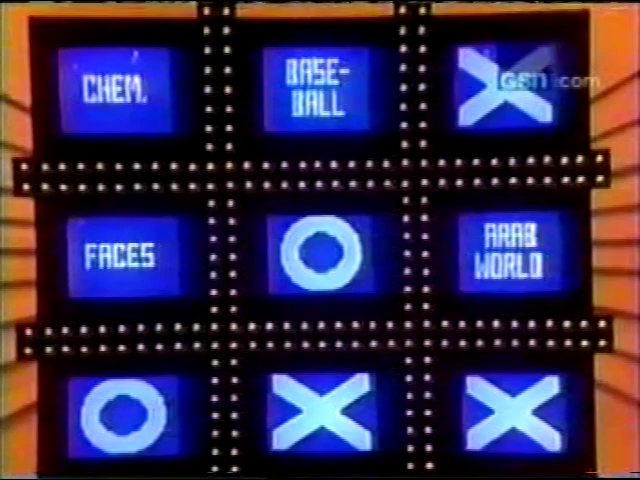 CHEM.
BASE-
BALL
X
GSN.com
FACES
O
ARAB
WORLD
O
X
X